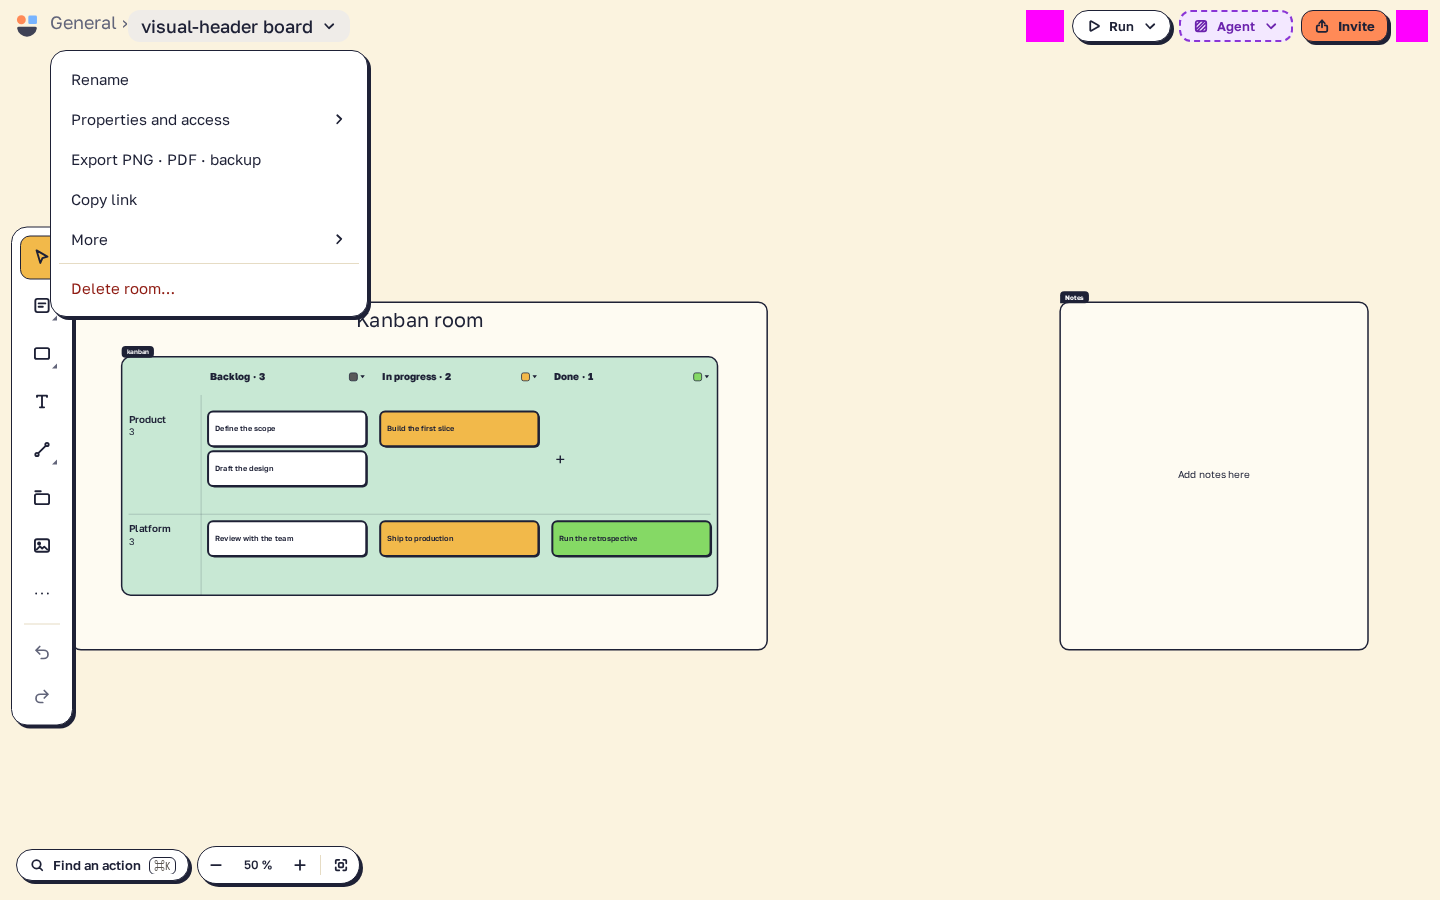 General › visual-header board
Run
Agent
Invite
Rename
Properties and access
Export PNG · PDF · backup
Copy link
More
Delete room...
Kanban room
kanban
Backlog · 3
In progress · 2
Done · 1
Product
3
Define the scope
Build the first slice
Draft the design
+
Platform
3
Review with the team
Ship to production
Run the retrospective
Notes
Add notes here
Find an action ⌘K
50 %